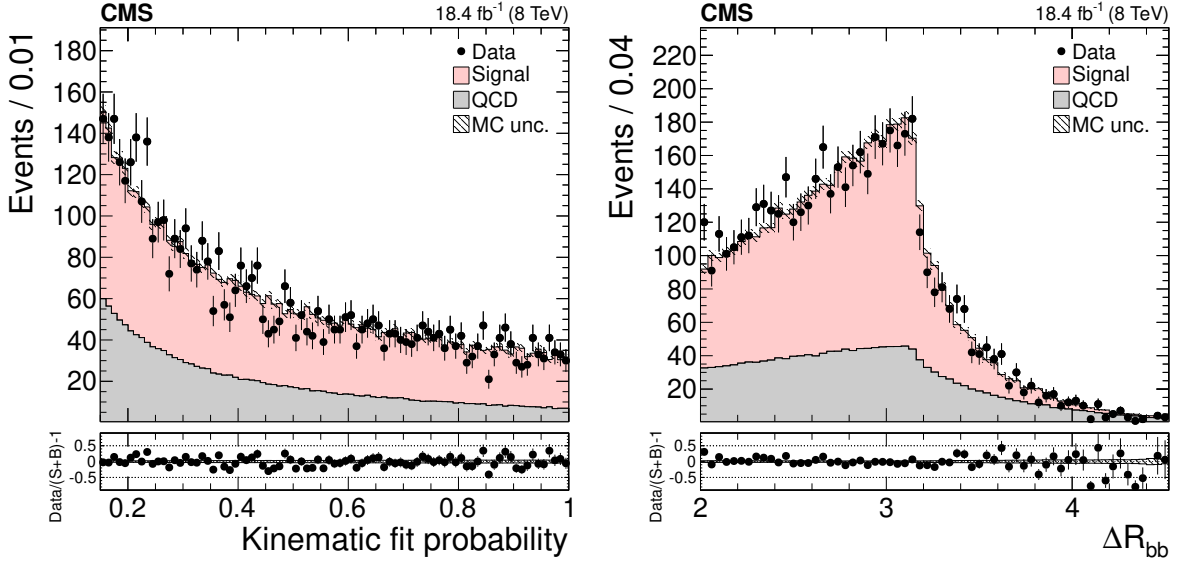 CMS 18.4 fb⁻¹ (8 TeV)
Events / 0.01
180
160
140
120
100
80
60
40
20
Data
Signal
QCD
MC unc.
Data/(S+B)-1
0.5
0
-0.5
0.2 0.4 0.6 0.8 1
Kinematic fit probability
CMS 18.4 fb⁻¹ (8 TeV)
Events / 0.04
220
200
180
160
140
120
100
80
60
40
20
Data
Signal
QCD
MC unc.
Data/(S+B)-1
0.5
0
-0.5
2 3 4
ΔR_bb